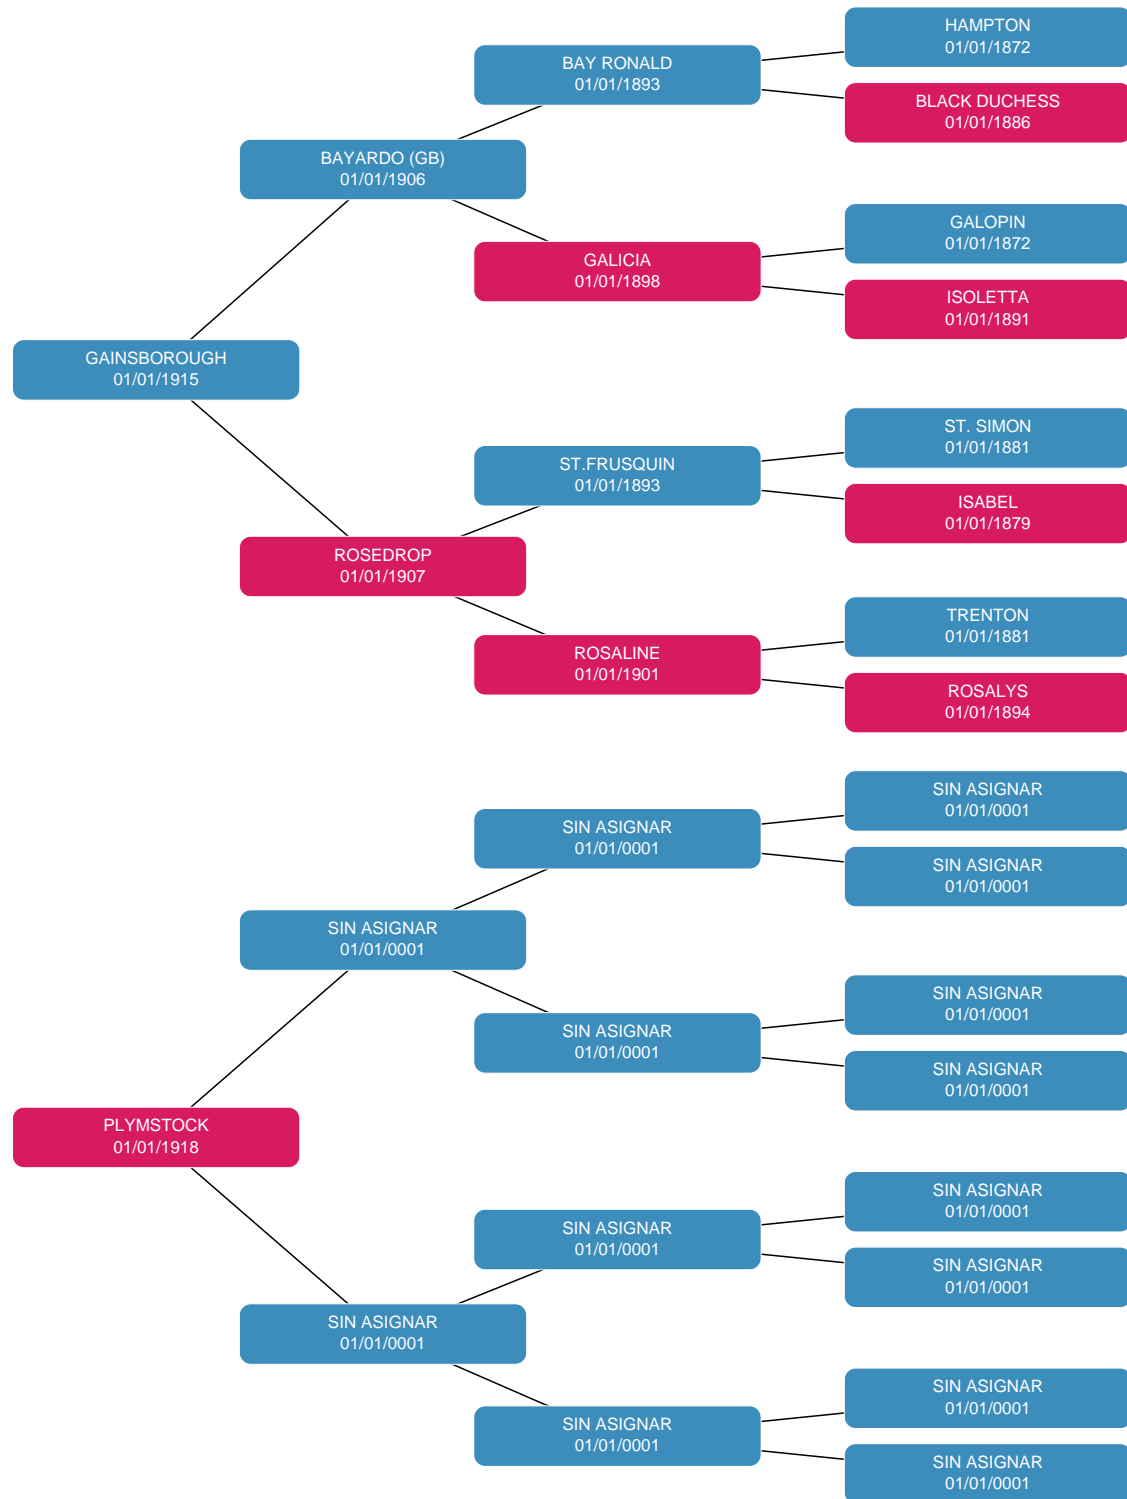 HAMPTON
01/01/1872
BAY RONALD
01/01/1893
BLACK DUCHESS
01/01/1886
BAYARDO (GB)
01/01/1906
GALOPIN
01/01/1872
GALICIA
01/01/1898
ISOLETTA
01/01/1891
GAINSBOROUGH
01/01/1915
ST. SIMON
01/01/1881
ST.FRUSQUIN
01/01/1893
ISABEL
01/01/1879
ROSEDROP
01/01/1907
TRENTON
01/01/1881
ROSALINE
01/01/1901
ROSALYS
01/01/1894
SIN ASIGNAR
01/01/0001
SIN ASIGNAR
01/01/0001
SIN ASIGNAR
01/01/0001
SIN ASIGNAR
01/01/0001
SIN ASIGNAR
01/01/0001
SIN ASIGNAR
01/01/0001
SIN ASIGNAR
01/01/0001
PLYMSTOCK
01/01/1918
SIN ASIGNAR
01/01/0001
SIN ASIGNAR
01/01/0001
SIN ASIGNAR
01/01/0001
SIN ASIGNAR
01/01/0001
SIN ASIGNAR
01/01/0001
SIN ASIGNAR
01/01/0001
SIN ASIGNAR
01/01/0001